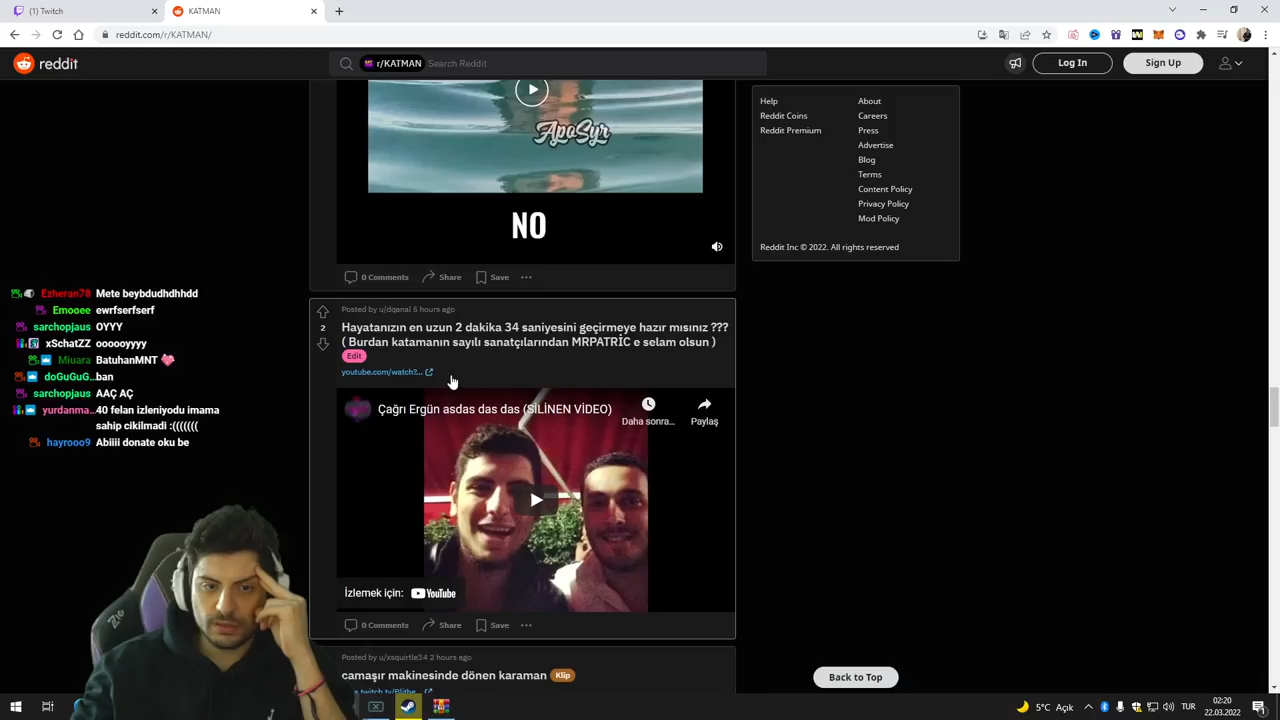 (1) Twitch
KATMAN
reddit.com/r/KATMAN/
reddit
r/KATMAN
Search Reddit
Log In
Sign Up
ApoSyr
NO
0 Comments
Share
Save
Help
Reddit Coins
Reddit Premium
About
Careers
Press
Advertise
Blog
Terms
Content Policy
Privacy Policy
Mod Policy
Reddit Inc © 2022. All rights reserved
Ezheran78 Mete beybdudhdhhdd
Emooee ewrfserfserf
sarchopjaus OYYY
xSchatZZ oooooyyyy
Miuara BatuhanMNT
doGuGuG... ban
sarchopjaus AAÇ AÇ
yurdanma... 40 felan izleniyodu imama
sahip cikilmadi :(((((((
hayrooo9 Abiiii donate oku be
2
Posted by u/dqanai 5 hours ago
Hayatanızın en uzun 2 dakika 34 saniyesini geçirmeye hazır mısınız ???
( Burdan katamanın sayılı sanatçılarından MRPATRİC e selam olsun )
Edit
youtube.com/watch?...
Çağrı Ergün asdas das das (SİLİNEN VİDEO)
Daha sonra...
Paylaş
İzlemek için: YouTube
0 Comments
Share
Save
Posted by u/xsquirtle34 2 hours ago
camaşır makinesinde dönen karaman Klip
Back to Top
5°C Açık
TUR
02:20
22.03.2022